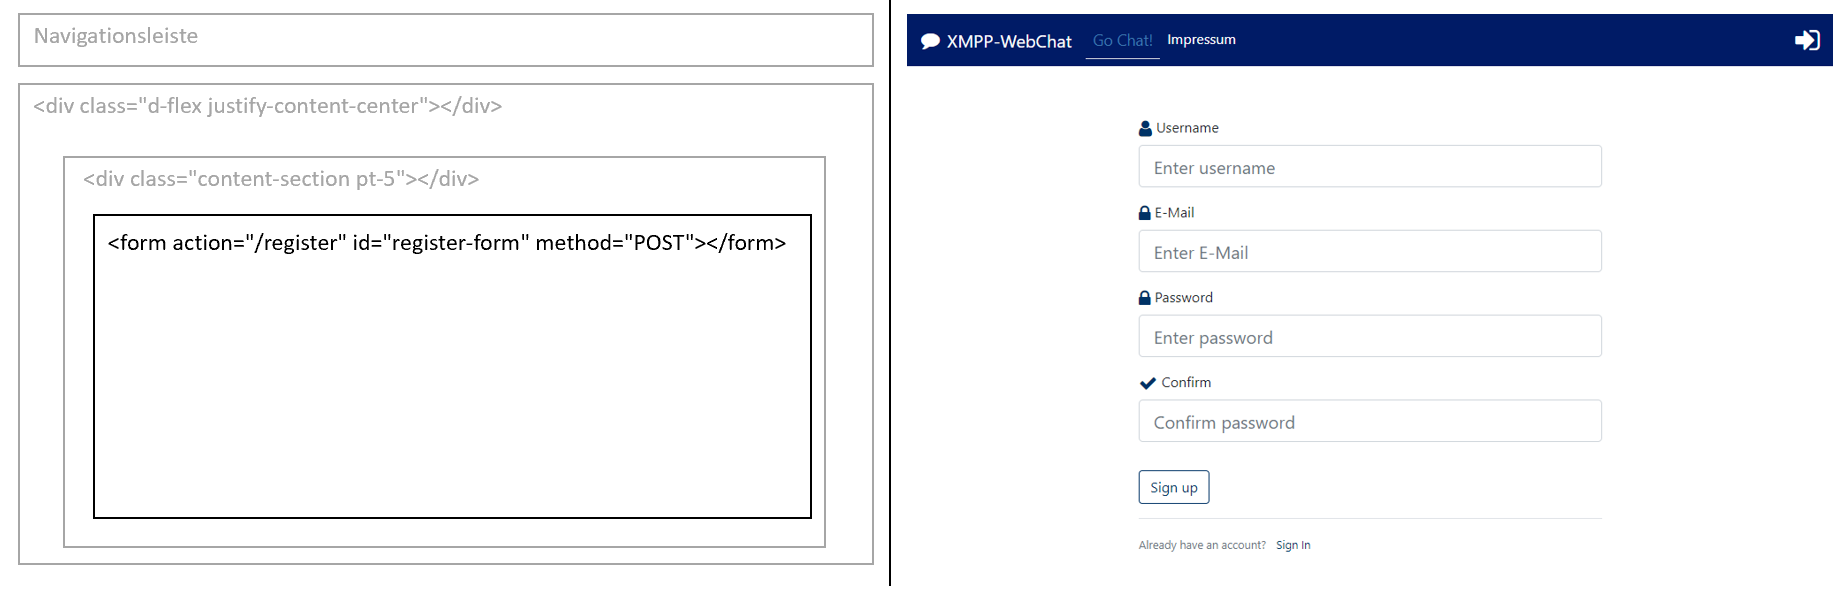 Navigationsleiste
<div class="d-flex justify-content-center"></div>
<div class="content-section pt-5"></div>
<form action="/register" id="register-form" method="POST"></form>
XMPP-WebChat Go Chat! Impressum
Username
Enter username
E-Mail
Enter E-Mail
Password
Enter password
Confirm
Confirm password
Sign up
Already have an account? Sign In